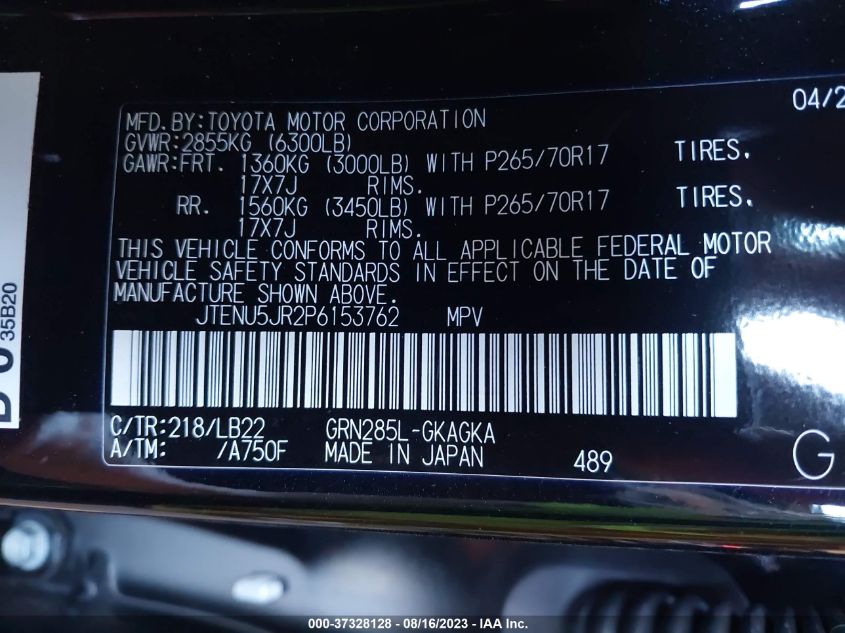 04/2
MFD.BY:TOYOTA MOTOR CORPORATION
GVWR:2855KG (6300LB)
GAWR:FRT. 1360KG (3000LB) WITH P265/70R17 TIRES.
17X7J RIMS.
RR. 1560KG (3450LB) WITH P265/70R17 TIRES.
17X7J RIMS.
THIS VEHICLE CONFORMS TO ALL APPLICABLE FEDERAL MOTOR
VEHICLE SAFETY STANDARDS IN EFFECT ON THE DATE OF
MANUFACTURE SHOWN ABOVE.
JTENU5JR2P6153762 MPV
C/TR:218/LB22 GRN285L-GKAGKA
A/TM: /A750F MADE IN JAPAN 489 G
35B20
000-37328128 - 08/16/2023 - IAA Inc.